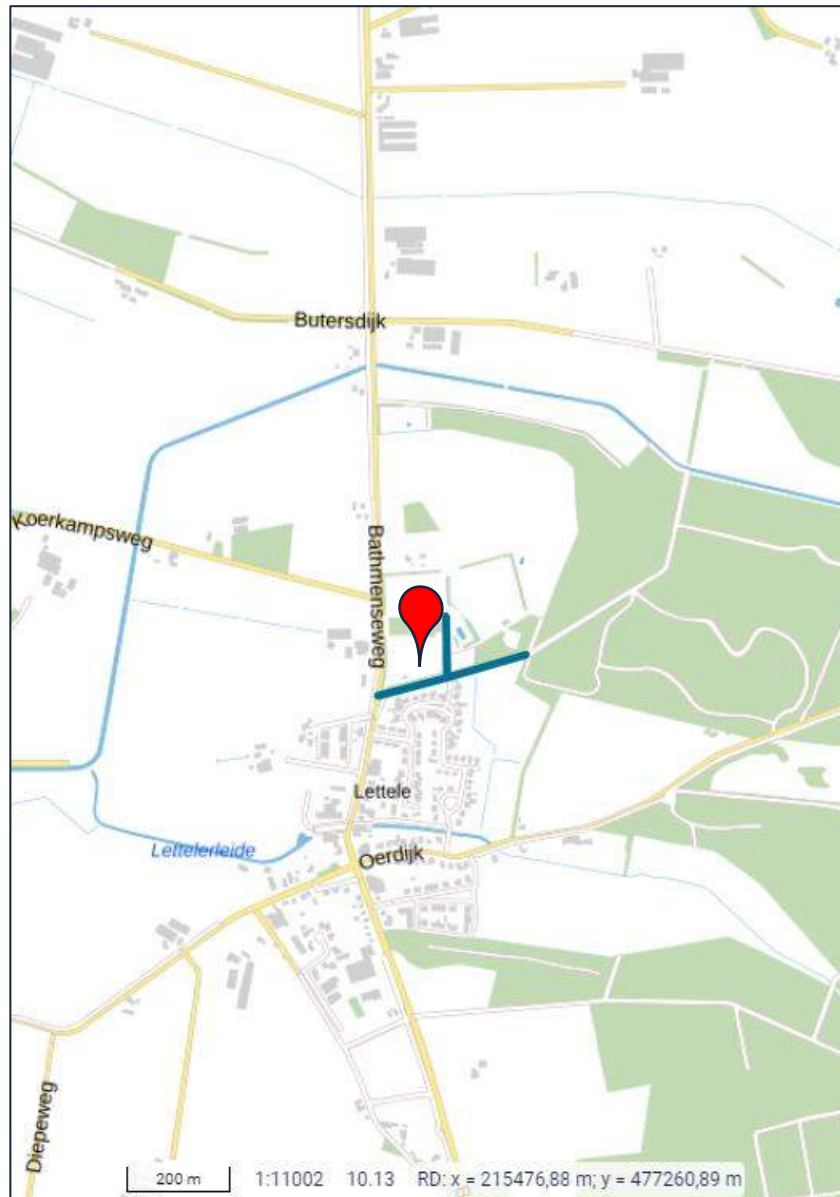 Butersdijk
Koerkampsweg
Bathmenseweg
Lettele
Lettelerleide
Oerdijk
Diepeweg
200 m 1:11002 10.13 RD: x = 215476,88 m; y = 477260,89 m